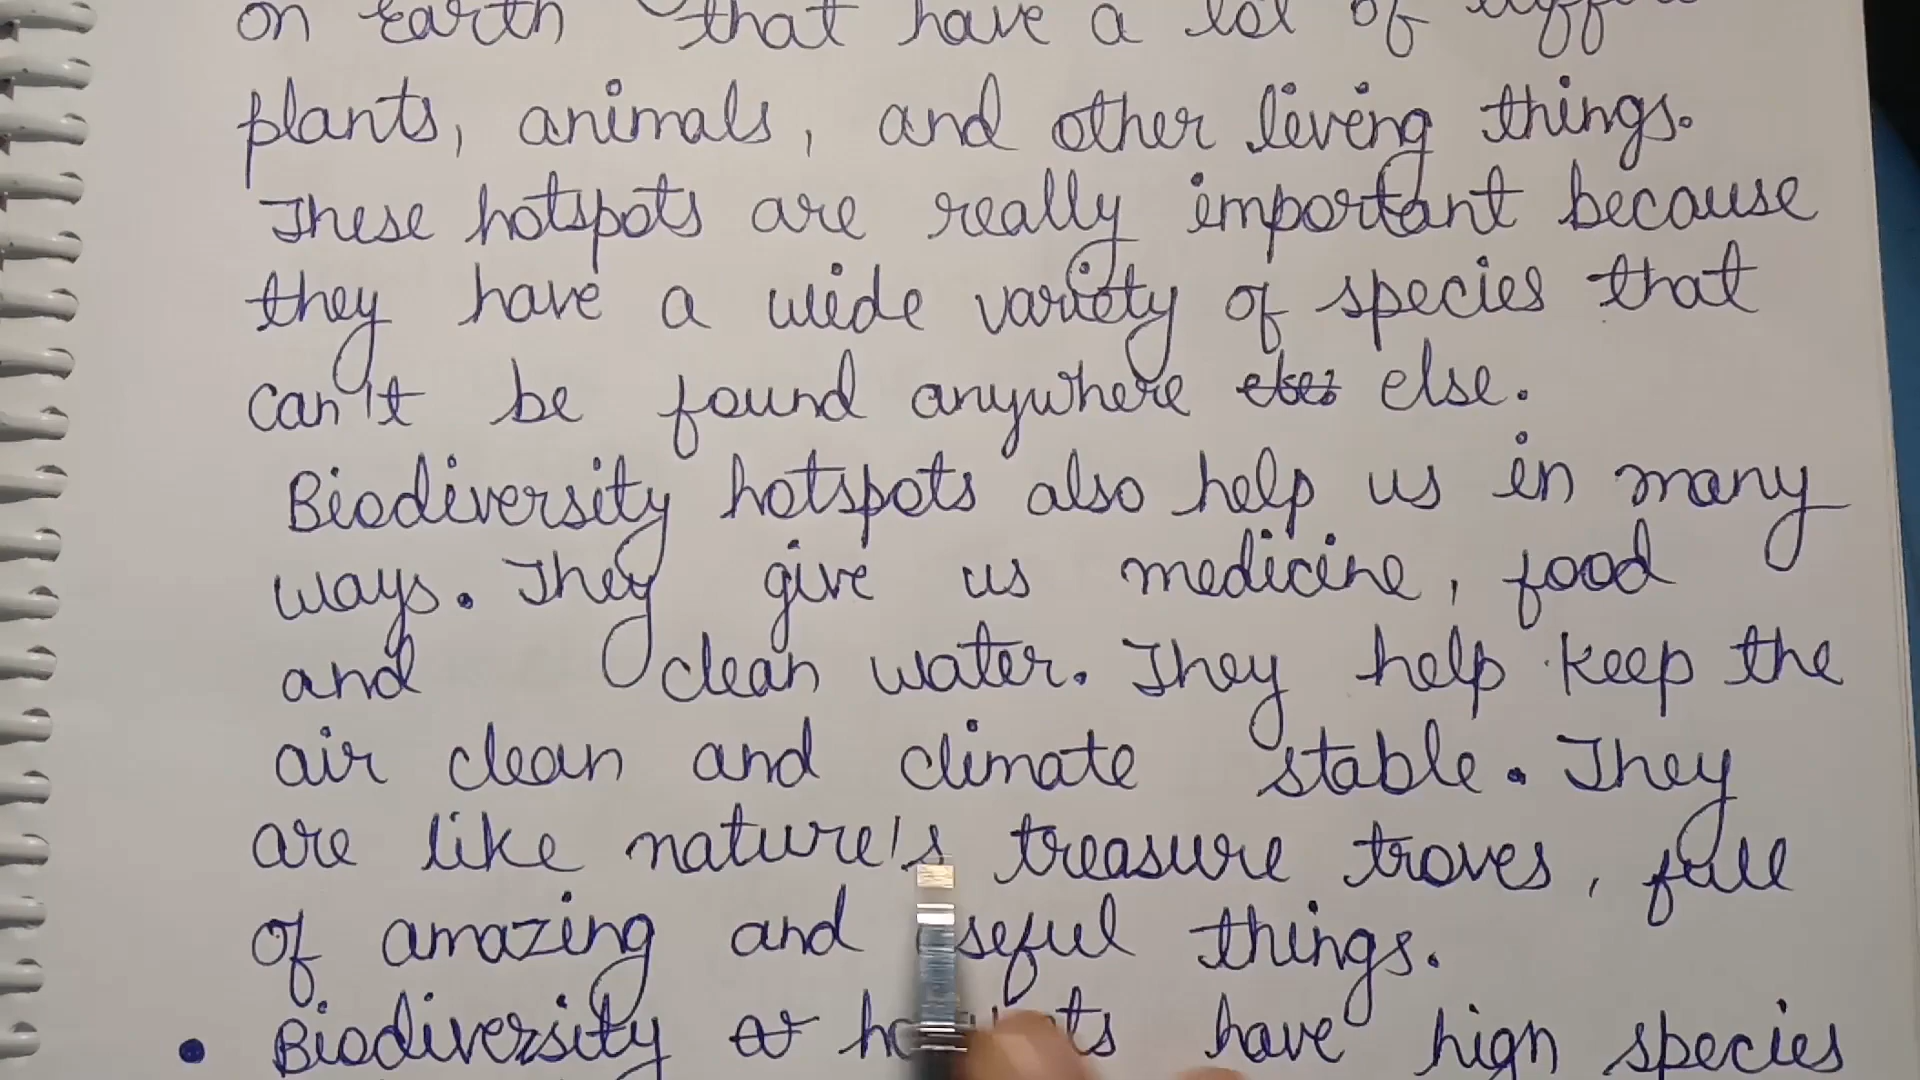 on Earth that have a lot of
plants, animals, and other living things.
These hotspots are really important because
they have a wide variety of species that
can't be found anywhere else.
Biodiversity hotspots also help us in many
ways. They give us medicine, food
and clean water. They help keep the
air clean and climate stable. They
are like nature's treasure troves, full
of amazing and useful things.
• Biodiversity hotspots have high species